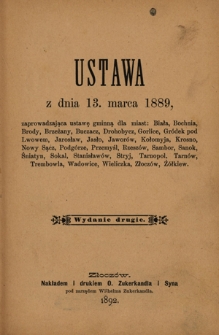 USTAWA
z dnia 13. marca 1889,
zaprowadzająca ustawę gminną dla miast: Biała, Bochnia,
Brody, Brzeżany, Buczacz, Drohobycz, Gorlice, Gródek pod
Lwowem, Jarosław, Jasło, Jaworów, Kołomyja, Krosno,
Nowy Sącz, Podgórze, Przemyśl, Rzeszów, Sambor, Sanok,
Śniatyn, Sokal, Stanisławów, Stryj, Tarnopol, Tarnów,
Trembowla, Wadowice, Wieliczka, Złoczów, Żółkiew.
Wydanie drugie.
Złoczów.
Nakładem i drukiem O. Zukerkandla i Syna
pod zarządem Wilhelma Zukerkandla.
1892.